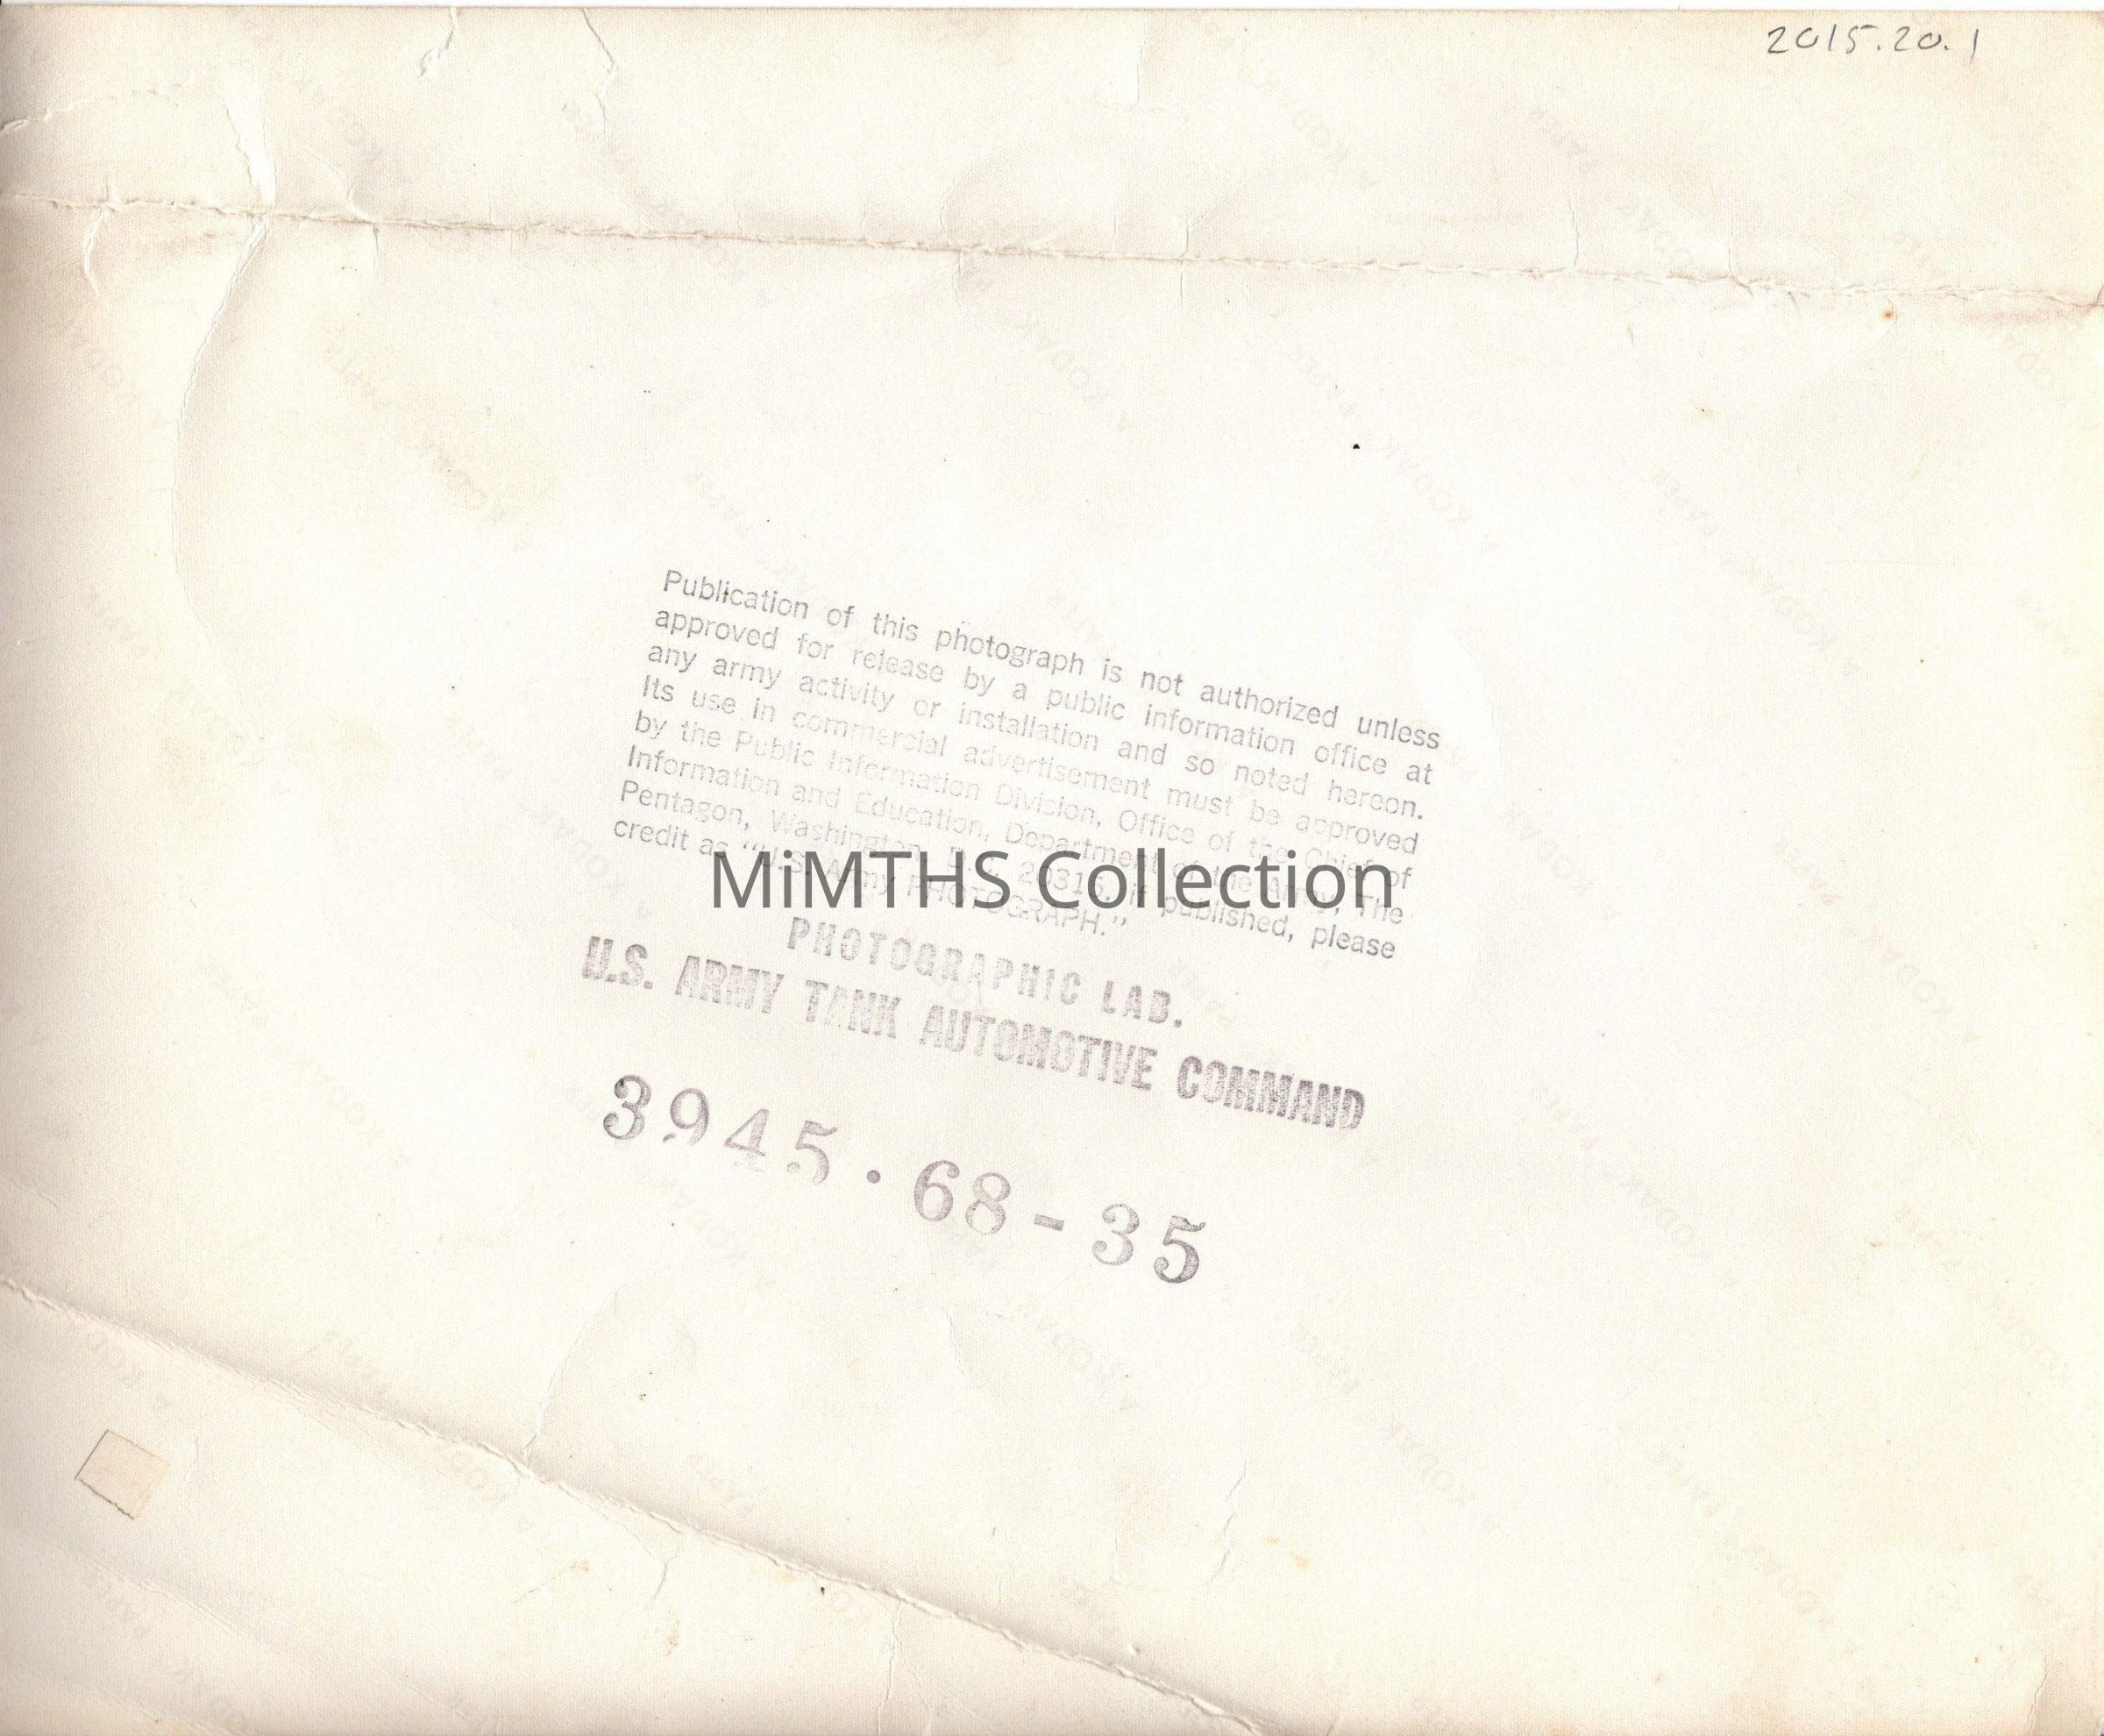 2015.20.1
Publication of this photograph is not authorized unless
approved for release by a public information office at
any army activity or installation and so noted hereon.
Its use in commercial advertisement must be approved
by the Public Information Division, Office of the Chief of
Information and Education, Department of the Army, The
Pentagon, Washington, D. C. 20315; if published, please
credit as "U.S. Army PHOTOGRAPH."
MiMTHS Collection
PHOTOGRAPHIC LAB.
U.S. ARMY TANK AUTOMOTIVE COMMAND
3945·68-35